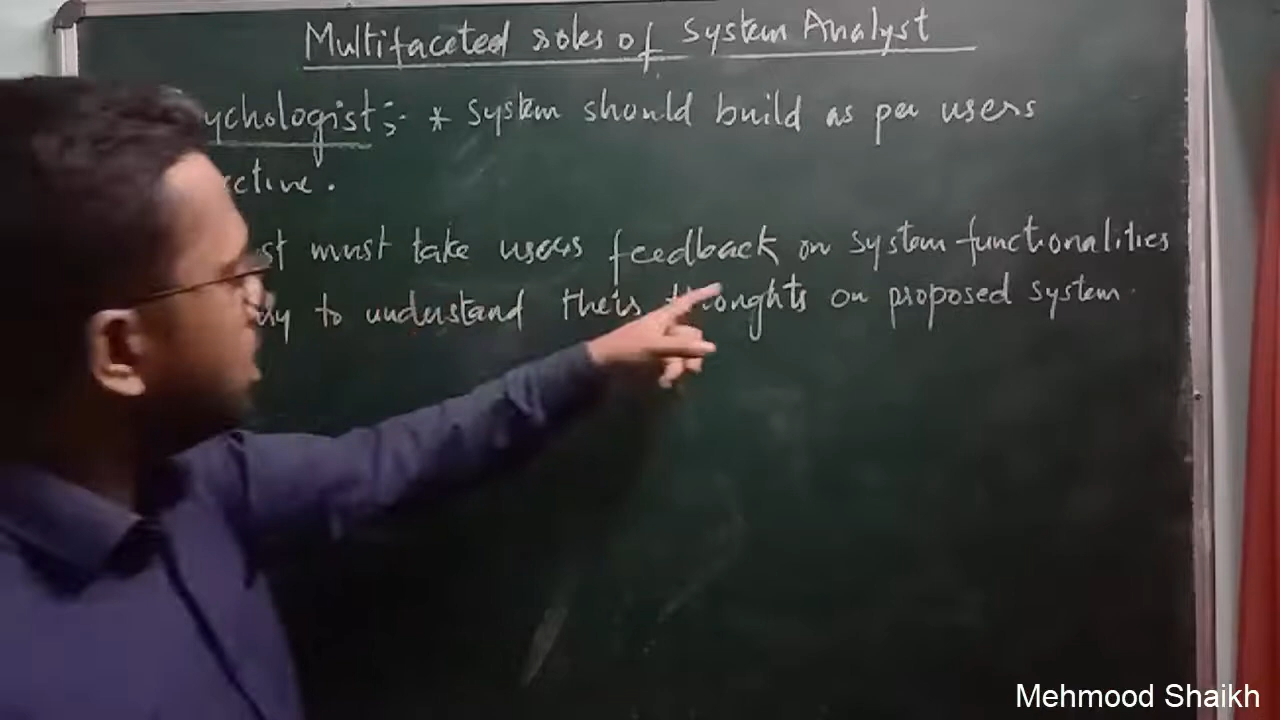 Multifaceted roles of System Analyst
ychologist :- * System should build as per users
ctive.
st must take users feedback on system functionalities
to understand their thoughts on proposed system.
Mehmood Shaikh